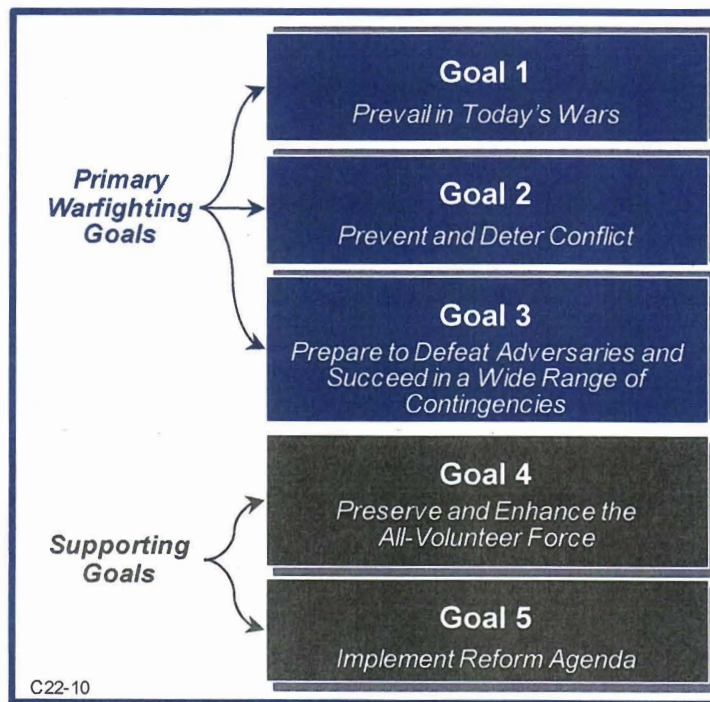 Primary
Warfighting
Goals
Goal 1
Prevail in Today's Wars
Goal 2
Prevent and Deter Conflict
Goal 3
Prepare to Defeat Adversaries and
Succeed in a Wide Range of
Contingencies
Supporting
Goals
Goal 4
Preserve and Enhance the
All-Volunteer Force
Goal 5
Implement Reform Agenda
C22-10